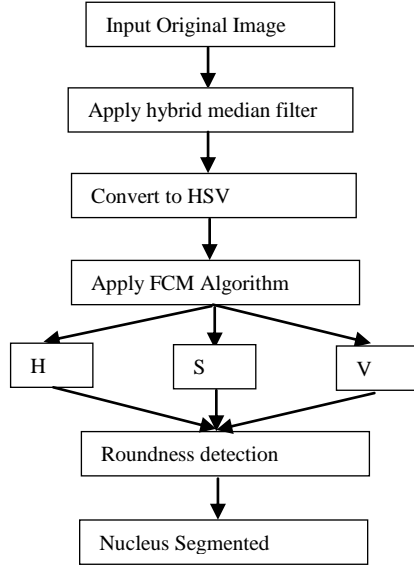 Input Original Image
Apply hybrid median filter
Convert to HSV
Apply FCM Algorithm
H
S
V
Roundness detection
Nucleus Segmented